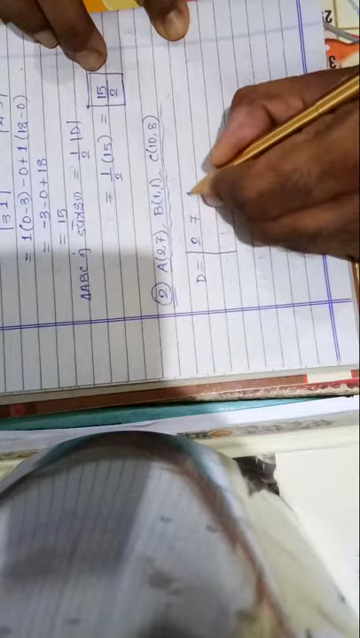 = 1(0-3)-0+1(18-0)
= -3-0+18
= 15
ΔABC નું ક્ષેત્રફળ = 1/2 |D|
= 1/2 (15) = 15/2
② A(2,7), B(1,1), C(10,8)
D = | 2 7